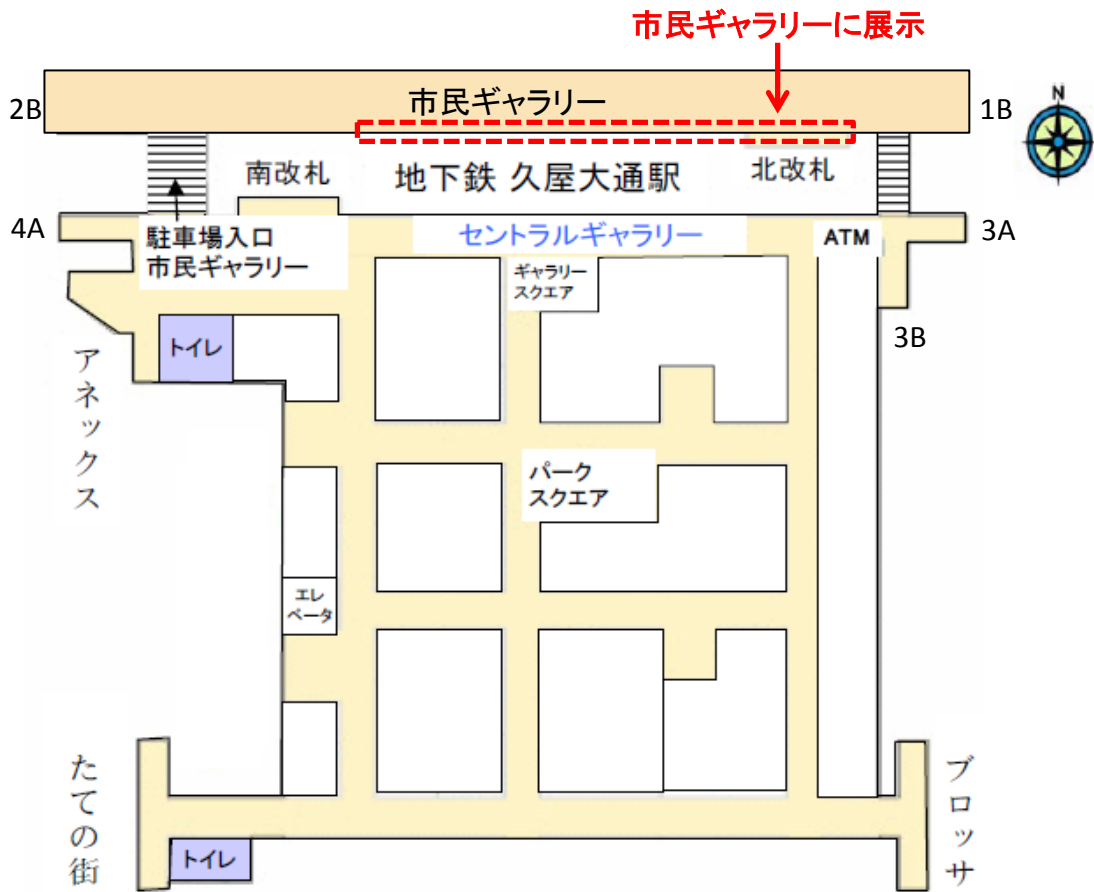 市民ギャラリーに展示
2B
市民ギャラリー
1B
N
南改札
地下鉄 久屋大通駅
北改札
4A
駐車場入口
市民ギャラリー
セントラルギャラリー
ATM
3A
ギャラリー
スクエア
3B
トイレ
アネックス
パーク
スクエア
エレ
ベータ
たての街
ブロッサ
トイレ